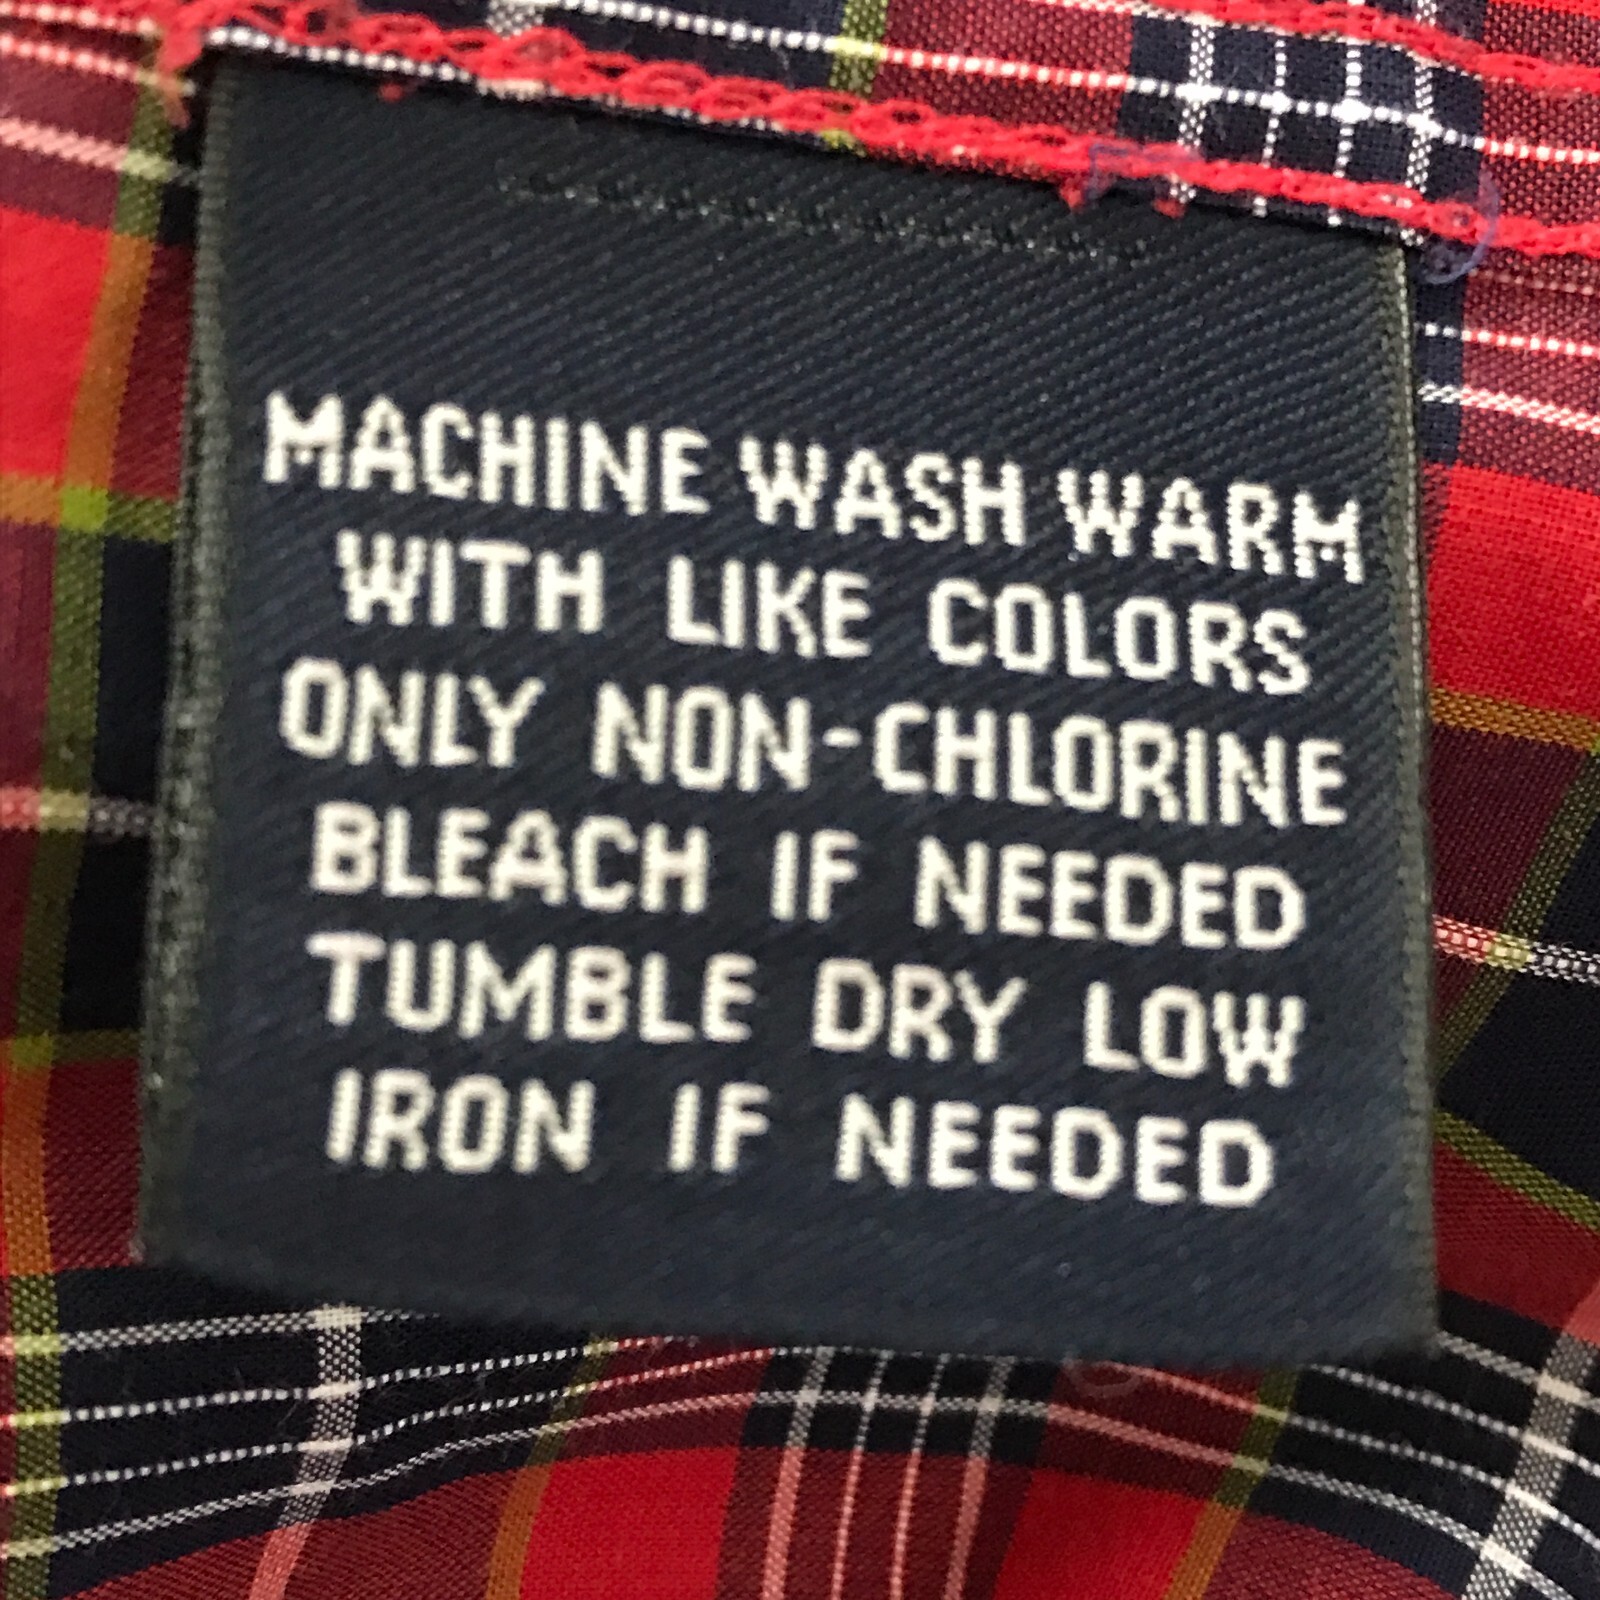 MACHINE WASH WARM
WITH LIKE COLORS
ONLY NON-CHLORINE
BLEACH IF NEEDED
TUMBLE DRY LOW
IRON IF NEEDED